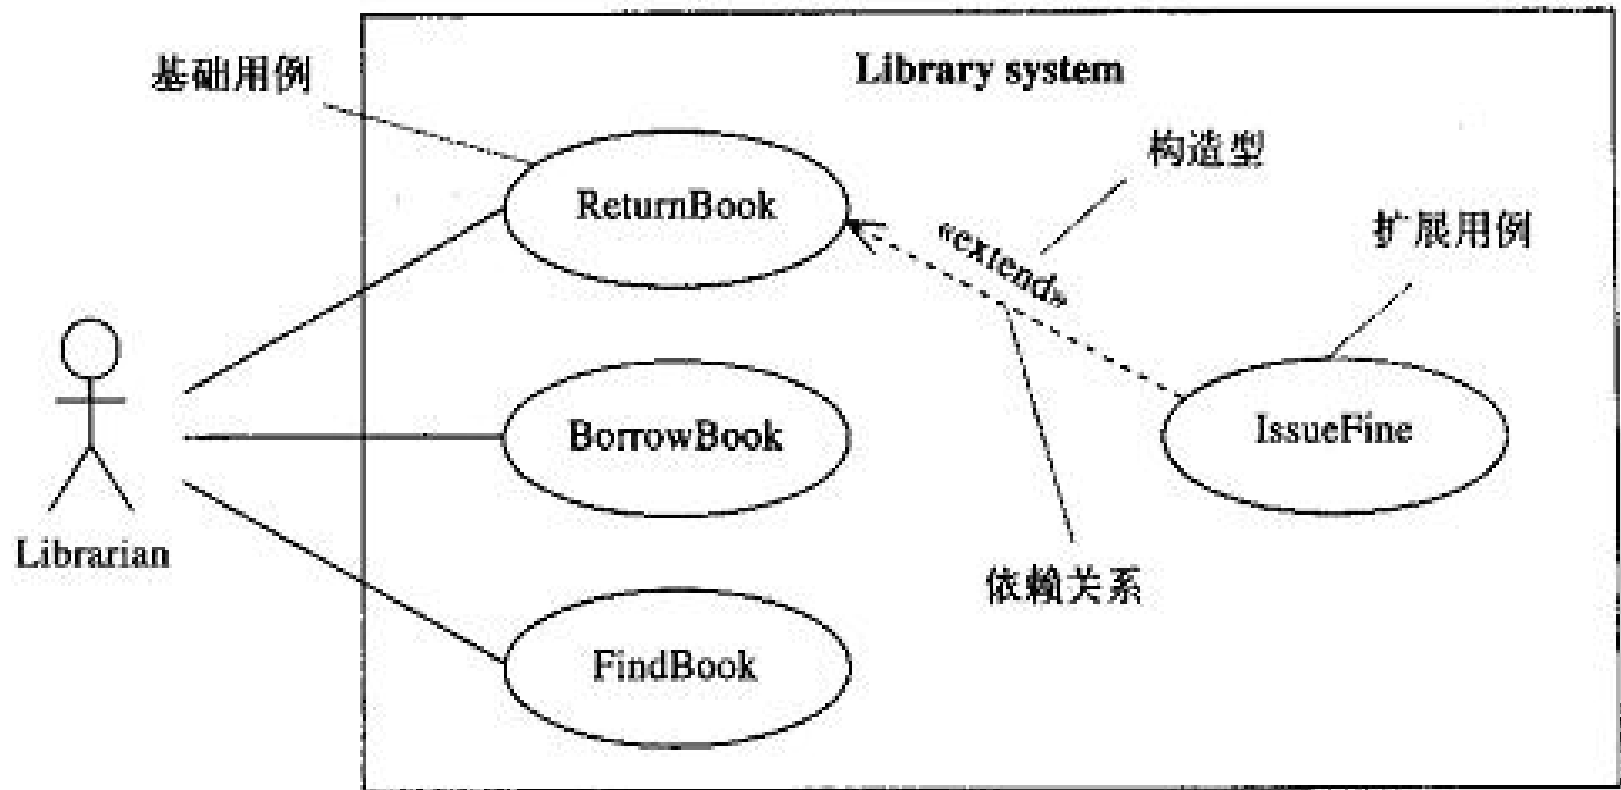 基础用例
Library system
构造型
ReturnBook
«extend»
扩展用例
BorrowBook
IssueFine
Librarian
依赖关系
FindBook